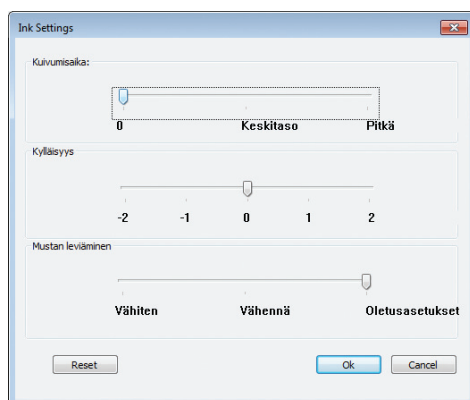 Ink Settings
Kuivumisaika:
0 Keskitaso Pitkä
Kylläisyys
-2 -1 0 1 2
Mustan leviäminen
Vähiten Vähennä Oletusasetukset
Reset Ok Cancel